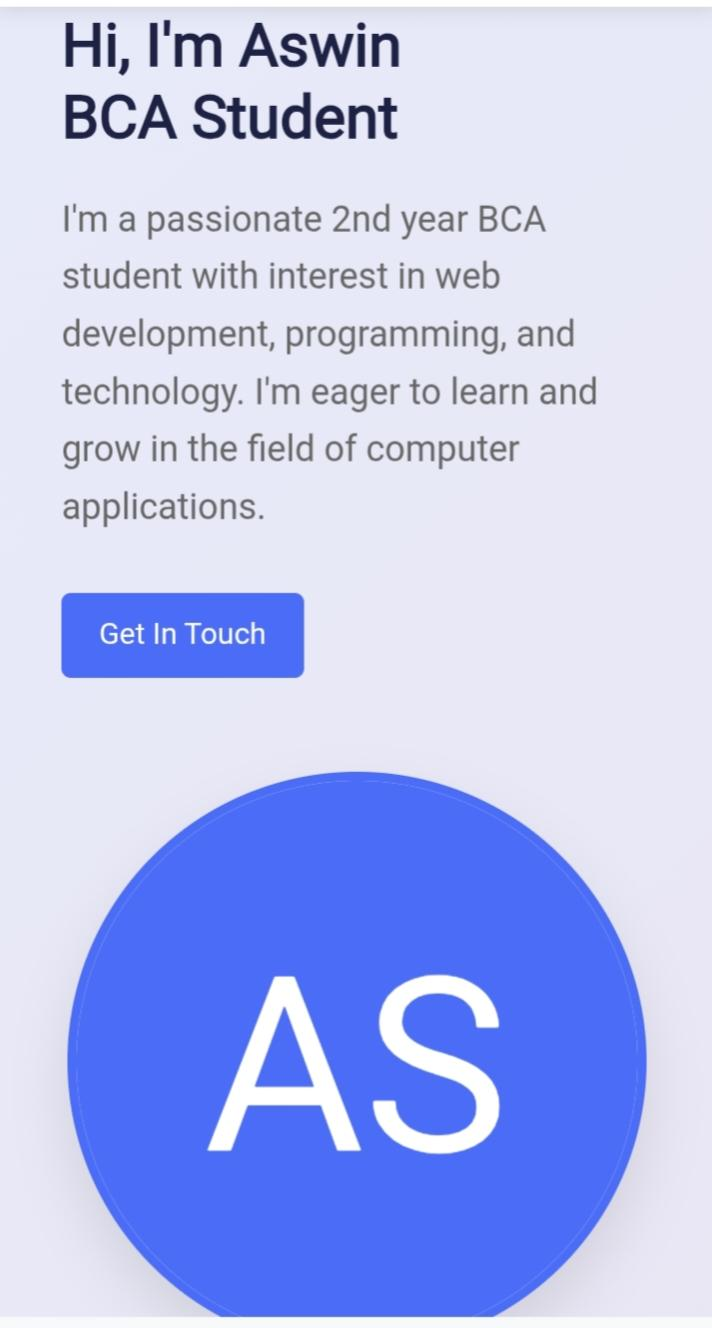 Hi, I'm Aswin
BCA Student
I'm a passionate 2nd year BCA
student with interest in web
development, programming, and
technology. I'm eager to learn and
grow in the field of computer
applications.
Get In Touch
AS